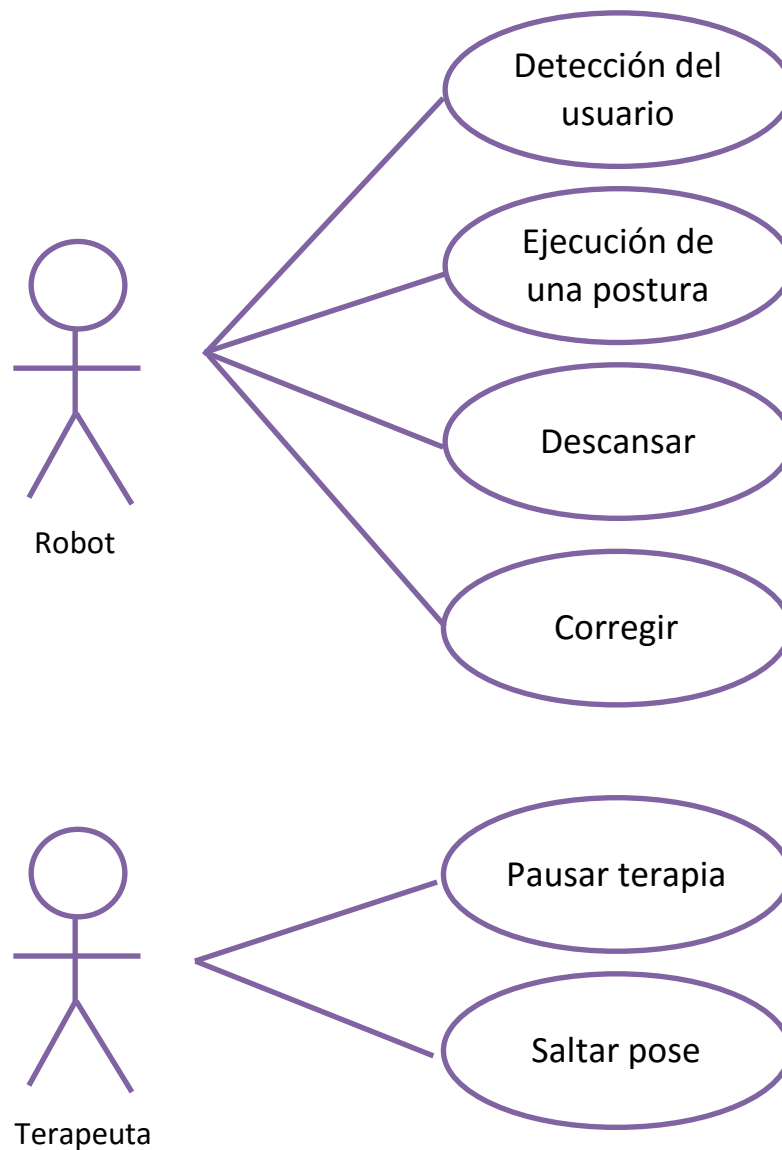 Detección del
usuario
Ejecución de
una postura
Descansar
Robot
Corregir
Pausar terapia
Saltar pose
Terapeuta